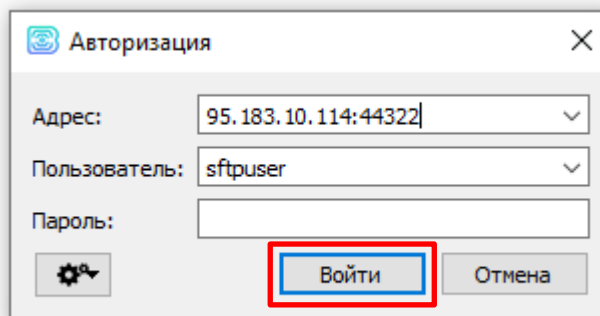 Авторизация
Адрес: 95.183.10.114:44322
Пользователь: sftpuser
Пароль:
Войти Отмена